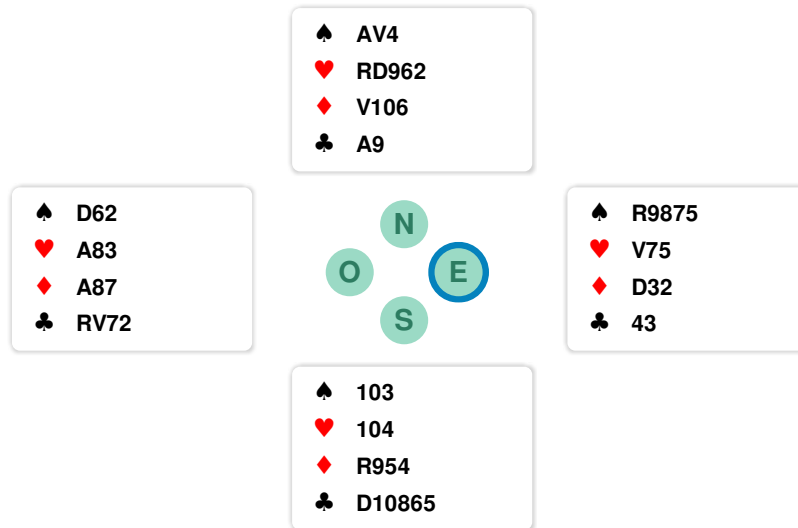 ♠ AV4
♥ RD962
♦ V106
♣ A9
♠ D62
♥ A83
♦ A87
♣ RV72
N
O E
S
♠ R9875
♥ V75
♦ D32
♣ 43
♠ 103
♥ 104
♦ R954
♣ D10865